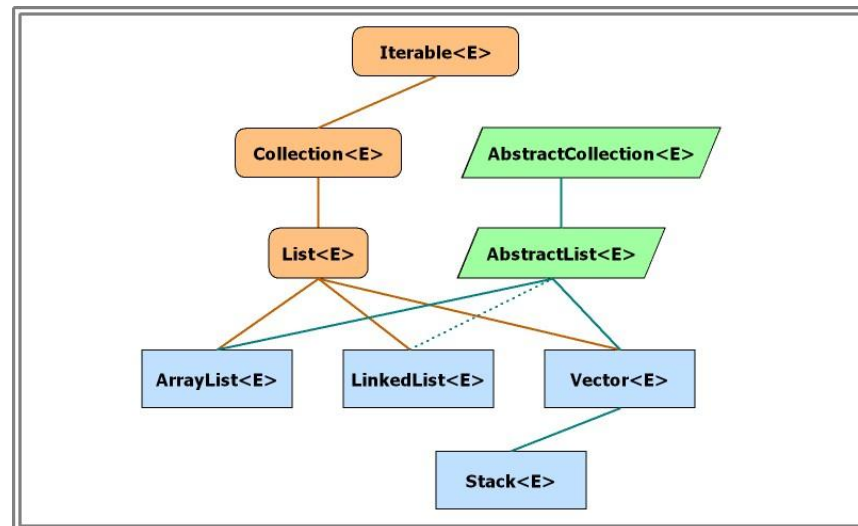 Iterable<E>
Collection<E>
AbstractCollection<E>
List<E>
AbstractList<E>
ArrayList<E>
LinkedList<E>
Vector<E>
Stack<E>